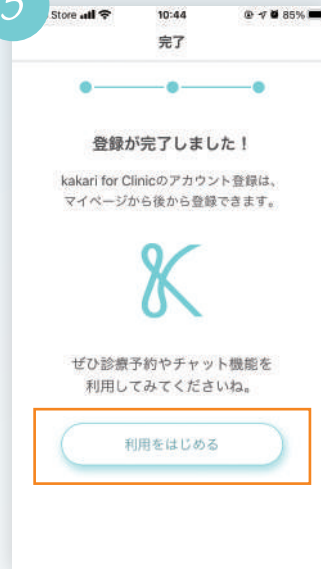 5
Store 10:44 85%
完了
登録が完了しました！
kakari for Clinicのアカウント登録は、
マイページから後から登録できます。
ぜひ診療予約やチャット機能を
利用してみてくださいね。
利用をはじめる